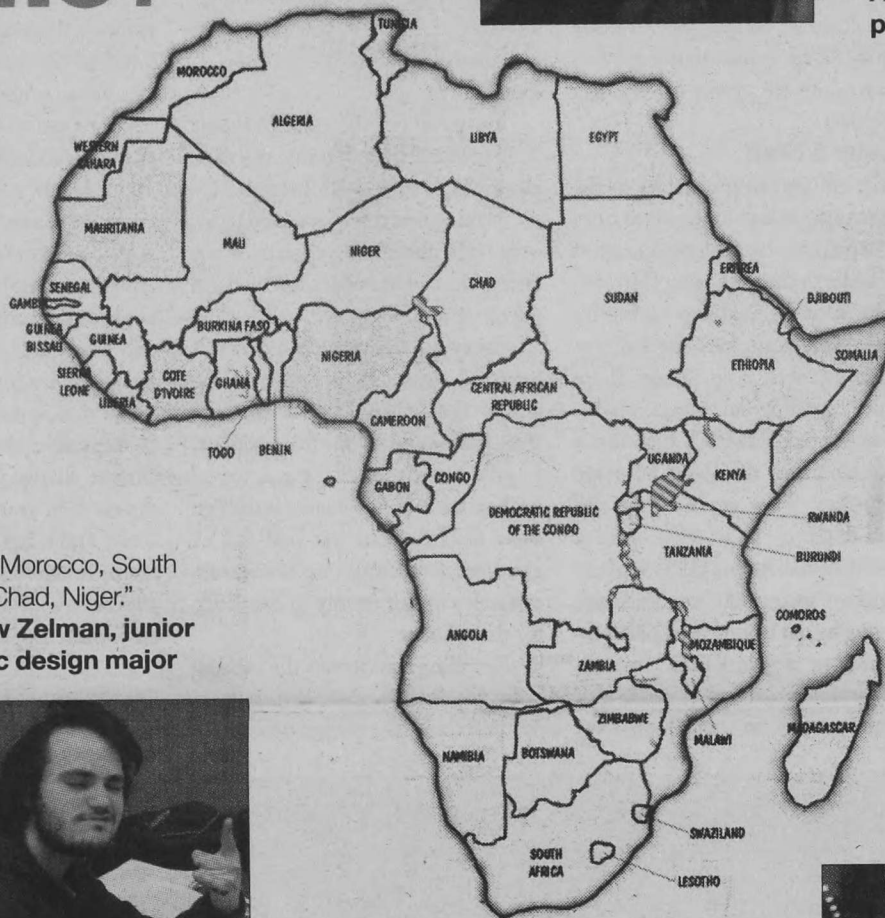 TUNISIA
MOROCCO
ALGERIA
LIBYA
EGYPT
WESTERN
SAHARA
MAURITANIA
MALI
NIGER
CHAD
SUDAN
ERITREA
DJIBOUTI
SENEGAL
GAMBIA
GUINEA
BISSAU
GUINEA
BURKINA FASO
NIGERIA
ETHIOPIA
SOMALIA
SIERRA
LEONE
LIBERIA
COTE
D'IVOIRE
GHANA
CENTRAL AFRICAN
REPUBLIC
CAMEROON
TOGO
BENIN
UGANDA
KENYA
GABON
CONGO
DEMOCRATIC REPUBLIC
OF THE CONGO
RWANDA
BURUNDI
TANZANIA
Morocco, South
Chad, Niger.”
w Zelman, junior
c design major
COMOROS
ANGOLA
MOZAMBIQUE
ZAMBIA
ZIMBABWE
MALAWI
MADAGASCAR
NAMIBIA
BOTSWANA
SWAZILAND
SOUTH
AFRICA
LESOTHO